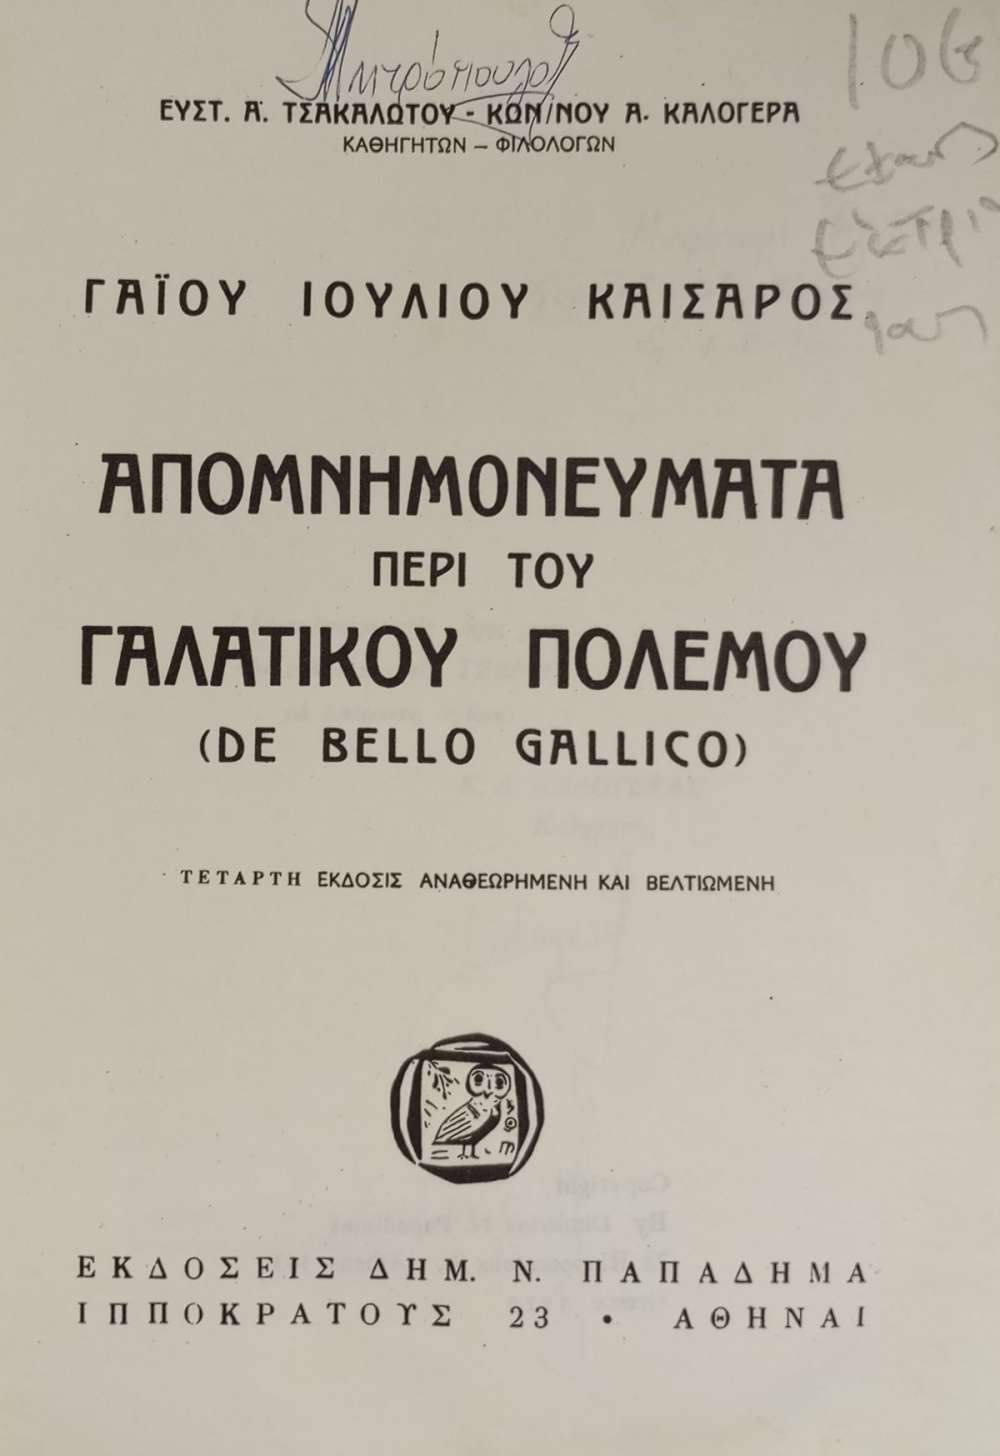 Μητρόπουλος
ΕΥΣΤ. Α. ΤΣΑΚΑΛΩΤΟΥ - ΚΩΝ/ΝΟΥ Α. ΚΑΛΟΓΕΡΑ
ΚΑΘΗΓΗΤΩΝ – ΦΙΛΟΛΟΓΩΝ
ΓΑΪΟΥ ΙΟΥΛΙΟΥ ΚΑΙΣΑΡΟΣ
ΑΠΟΜΝΗΜΟΝΕΥΜΑΤΑ
ΠΕΡΙ ΤΟΥ
ΓΑΛΑΤΙΚΟΥ ΠΟΛΕΜΟΥ
(DE BELLO GALLICO)
ΤΕΤΑΡΤΗ ΕΚΔΟΣΙΣ ΑΝΑΘΕΩΡΗΜΕΝΗ ΚΑΙ ΒΕΛΤΙΩΜΕΝΗ
ΕΚΔΟΣΕΙΣ ΔΗΜ. Ν. ΠΑΠΑΔΗΜΑ
ΙΠΠΟΚΡΑΤΟΥΣ 23 • ΑΘΗΝΑΙ